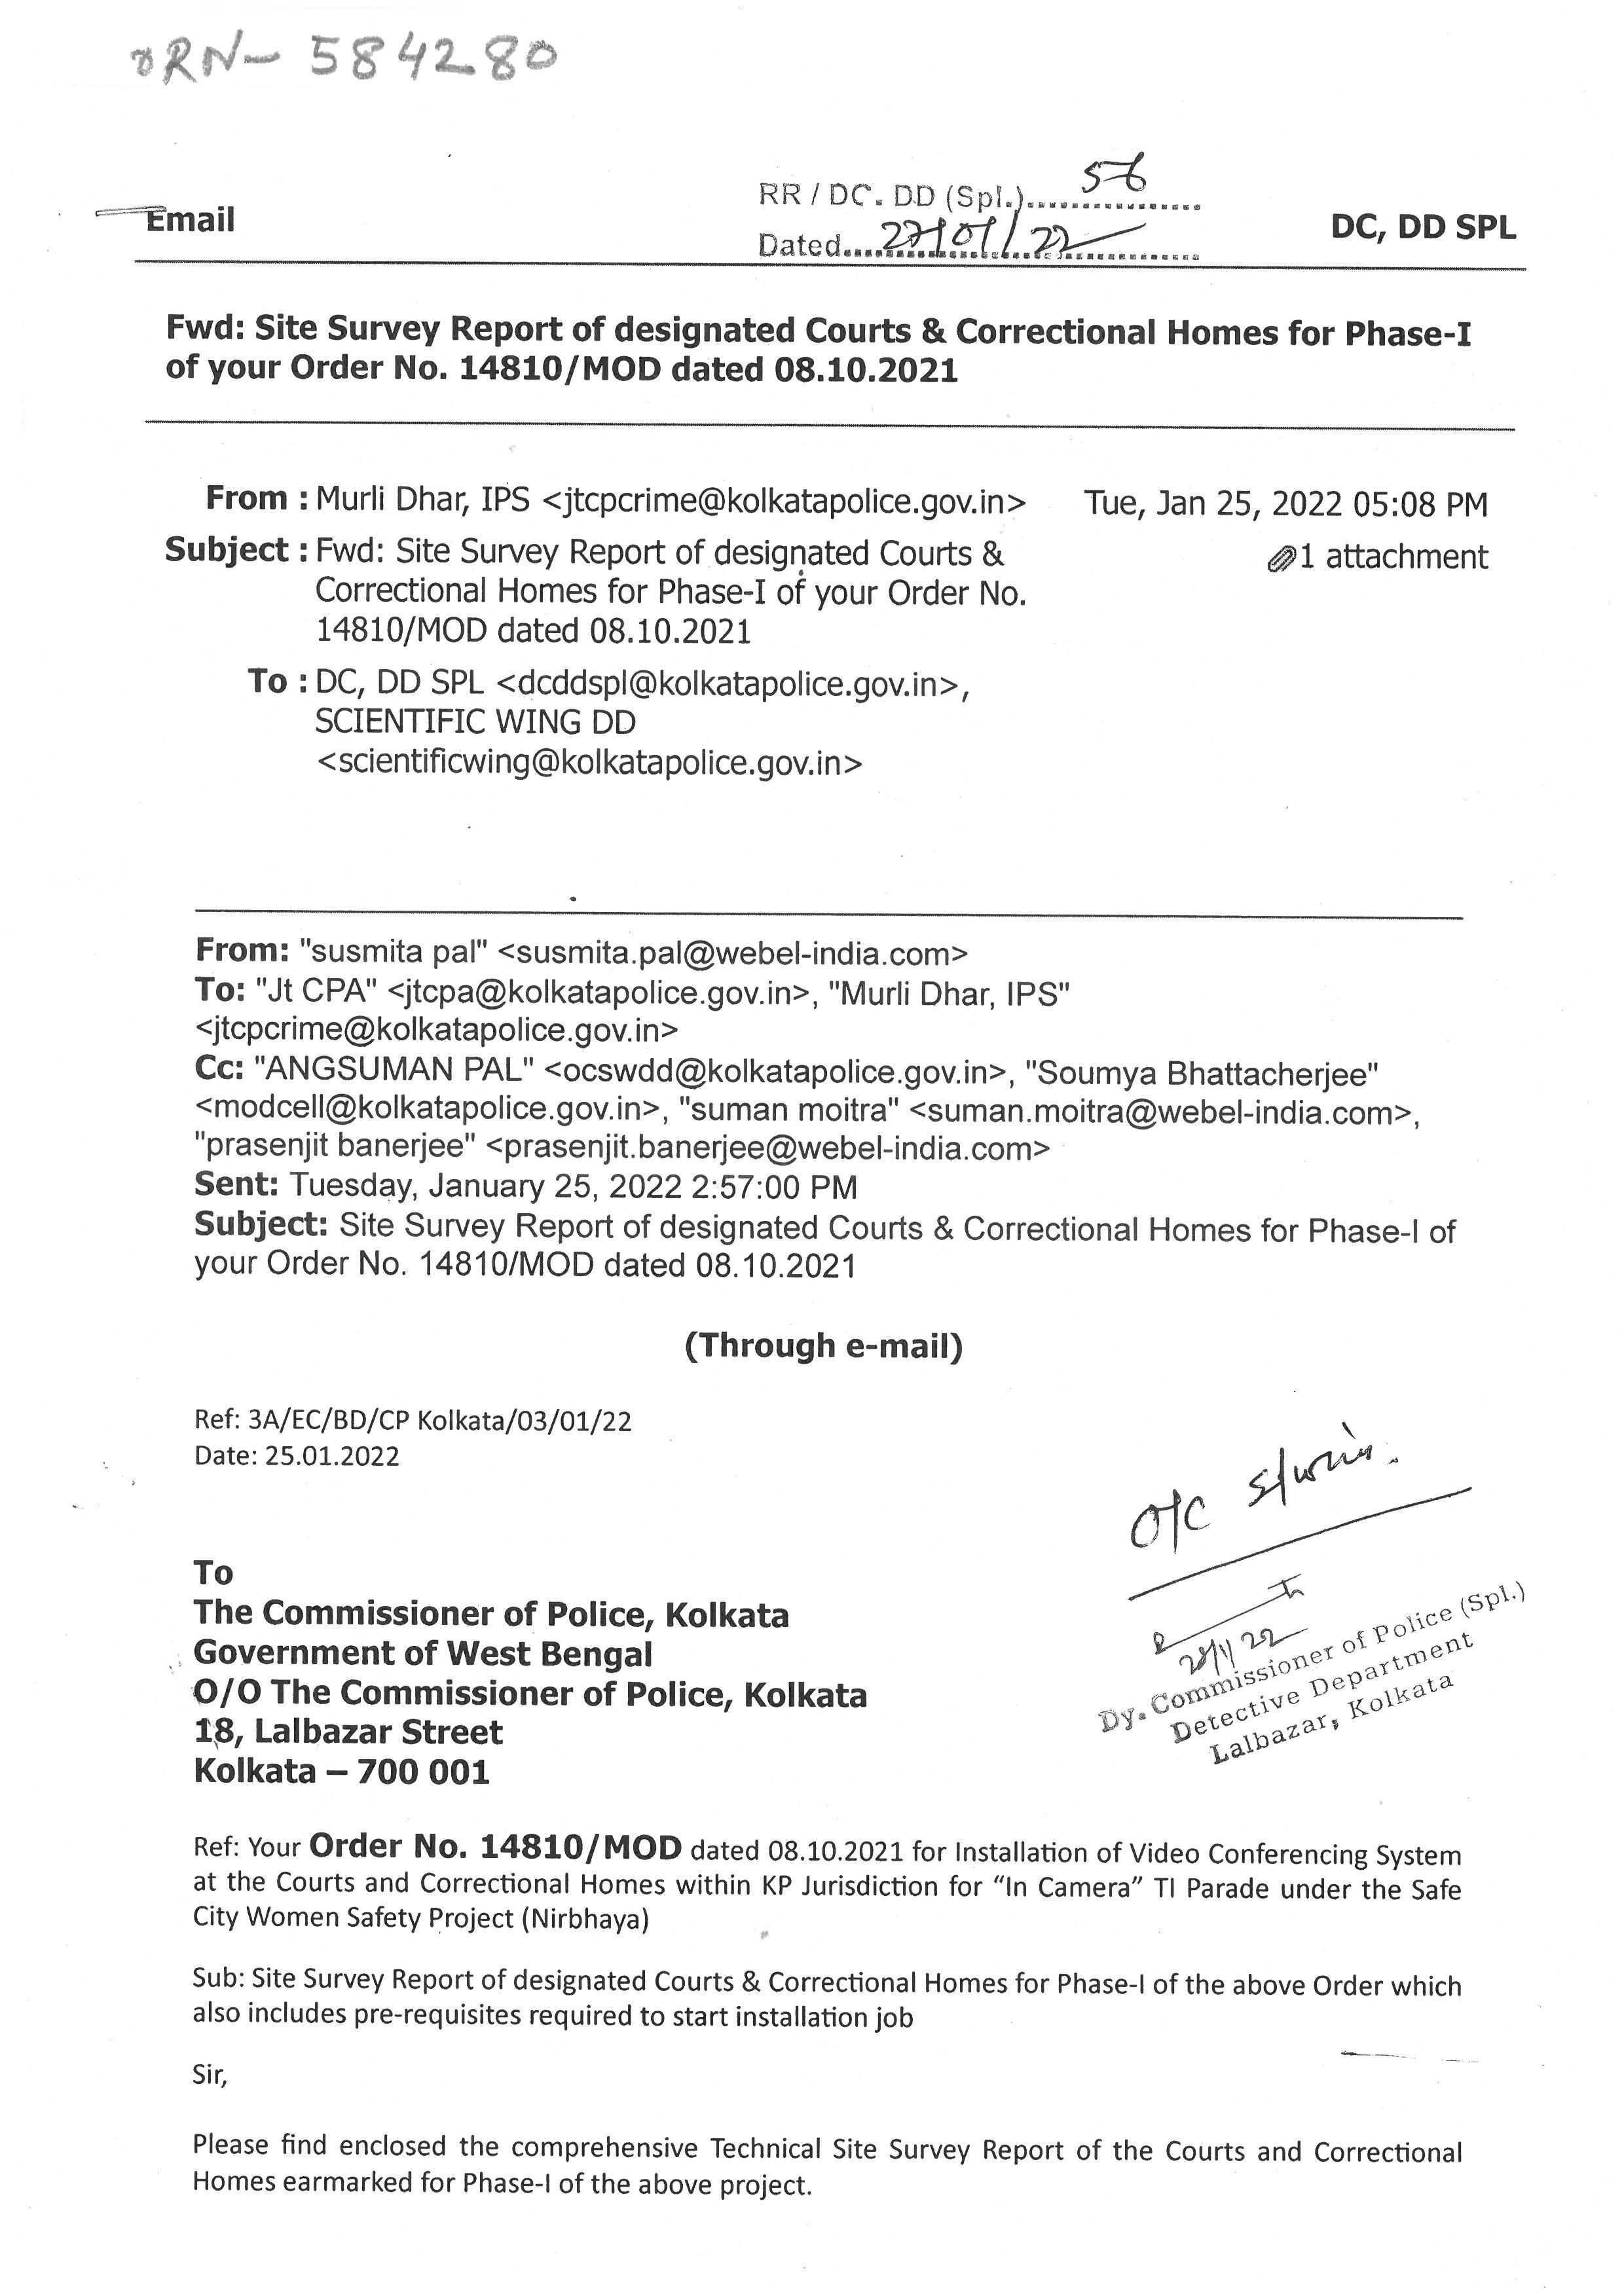 ORN- 584280
RR / DC. DD (Spl.)..... 56
Email
DC, DD SPL
Dated.... 27/01/22
Fwd: Site Survey Report of designated Courts & Correctional Homes for Phase-I
of your Order No. 14810/MOD dated 08.10.2021
From : Murli Dhar, IPS <jtcpcrime@kolkatapolice.gov.in> Tue, Jan 25, 2022 05:08 PM
Subject : Fwd: Site Survey Report of designated Courts & 1 attachment
Correctional Homes for Phase-I of your Order No.
14810/MOD dated 08.10.2021
To : DC, DD SPL <dcddspl@kolkatapolice.gov.in>,
SCIENTIFIC WING DD
<scientificwing@kolkatapolice.gov.in>
From: "susmita pal" <susmita.pal@webel-india.com>
To: "Jt CPA" <jtcpa@kolkatapolice.gov.in>, "Murli Dhar, IPS"
<jtcpcrime@kolkatapolice.gov.in>
Cc: "ANGSUMAN PAL" <ocswdd@kolkatapolice.gov.in>, "Soumya Bhattacherjee"
<modcell@kolkatapolice.gov.in>, "suman moitra" <suman.moitra@webel-india.com>,
"prasenjit banerjee" <prasenjit.banerjee@webel-india.com>
Sent: Tuesday, January 25, 2022 2:57:00 PM
Subject: Site Survey Report of designated Courts & Correctional Homes for Phase-I of
your Order No. 14810/MOD dated 08.10.2021
(Through e-mail)
Ref: 3A/EC/BD/CP Kolkata/03/01/22
Date: 25.01.2022
O/C
To
The Commissioner of Police, Kolkata
Government of West Bengal
O/O The Commissioner of Police, Kolkata
18, Lalbazar Street
Kolkata – 700 001
Dy. Commissioner of Police (Spl.)
Detective Department
Lalbazar, Kolkata
Ref: Your Order No. 14810/MOD dated 08.10.2021 for Installation of Video Conferencing System
at the Courts and Correctional Homes within KP Jurisdiction for “In Camera” TI Parade under the Safe
City Women Safety Project (Nirbhaya)
Sub: Site Survey Report of designated Courts & Correctional Homes for Phase-I of the above Order which
also includes pre-requisites required to start installation job
Sir,
Please find enclosed the comprehensive Technical Site Survey Report of the Courts and Correctional
Homes earmarked for Phase-I of the above project.